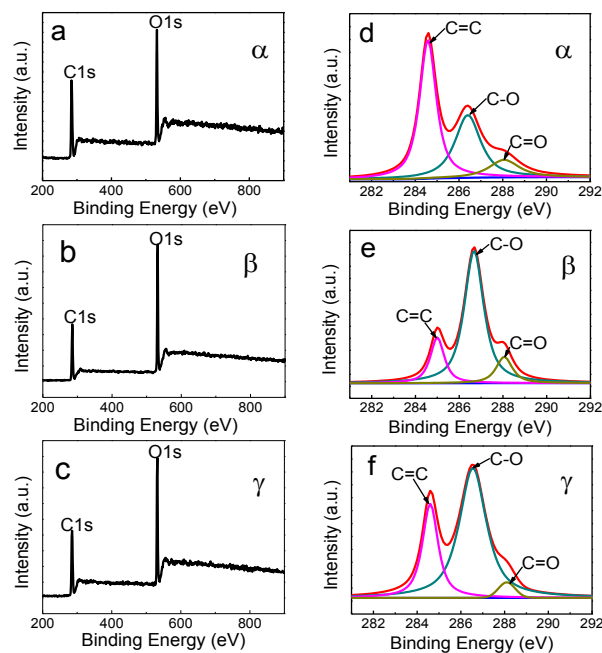 a
O1s
α
C1s
Intensity (a.u.)
200 400 600 800
Binding Energy (eV)
d
C=C
α
C-O
C=O
Intensity (a.u.)
282 284 286 288 290 292
Binding Energy (eV)
b
O1s
β
C1s
Intensity (a.u.)
200 400 600 800
Binding Energy (eV)
e
C-O
β
C=C
C=O
Intensity (a.u.)
282 284 286 288 290 292
Binding Energy (eV)
c
O1s
γ
C1s
Intensity (a.u.)
200 400 600 800
Binding Energy (eV)
f
C-O
C=C
γ
C=O
Intensity (a.u.)
282 284 286 288 290 292
Binding Energy (eV)